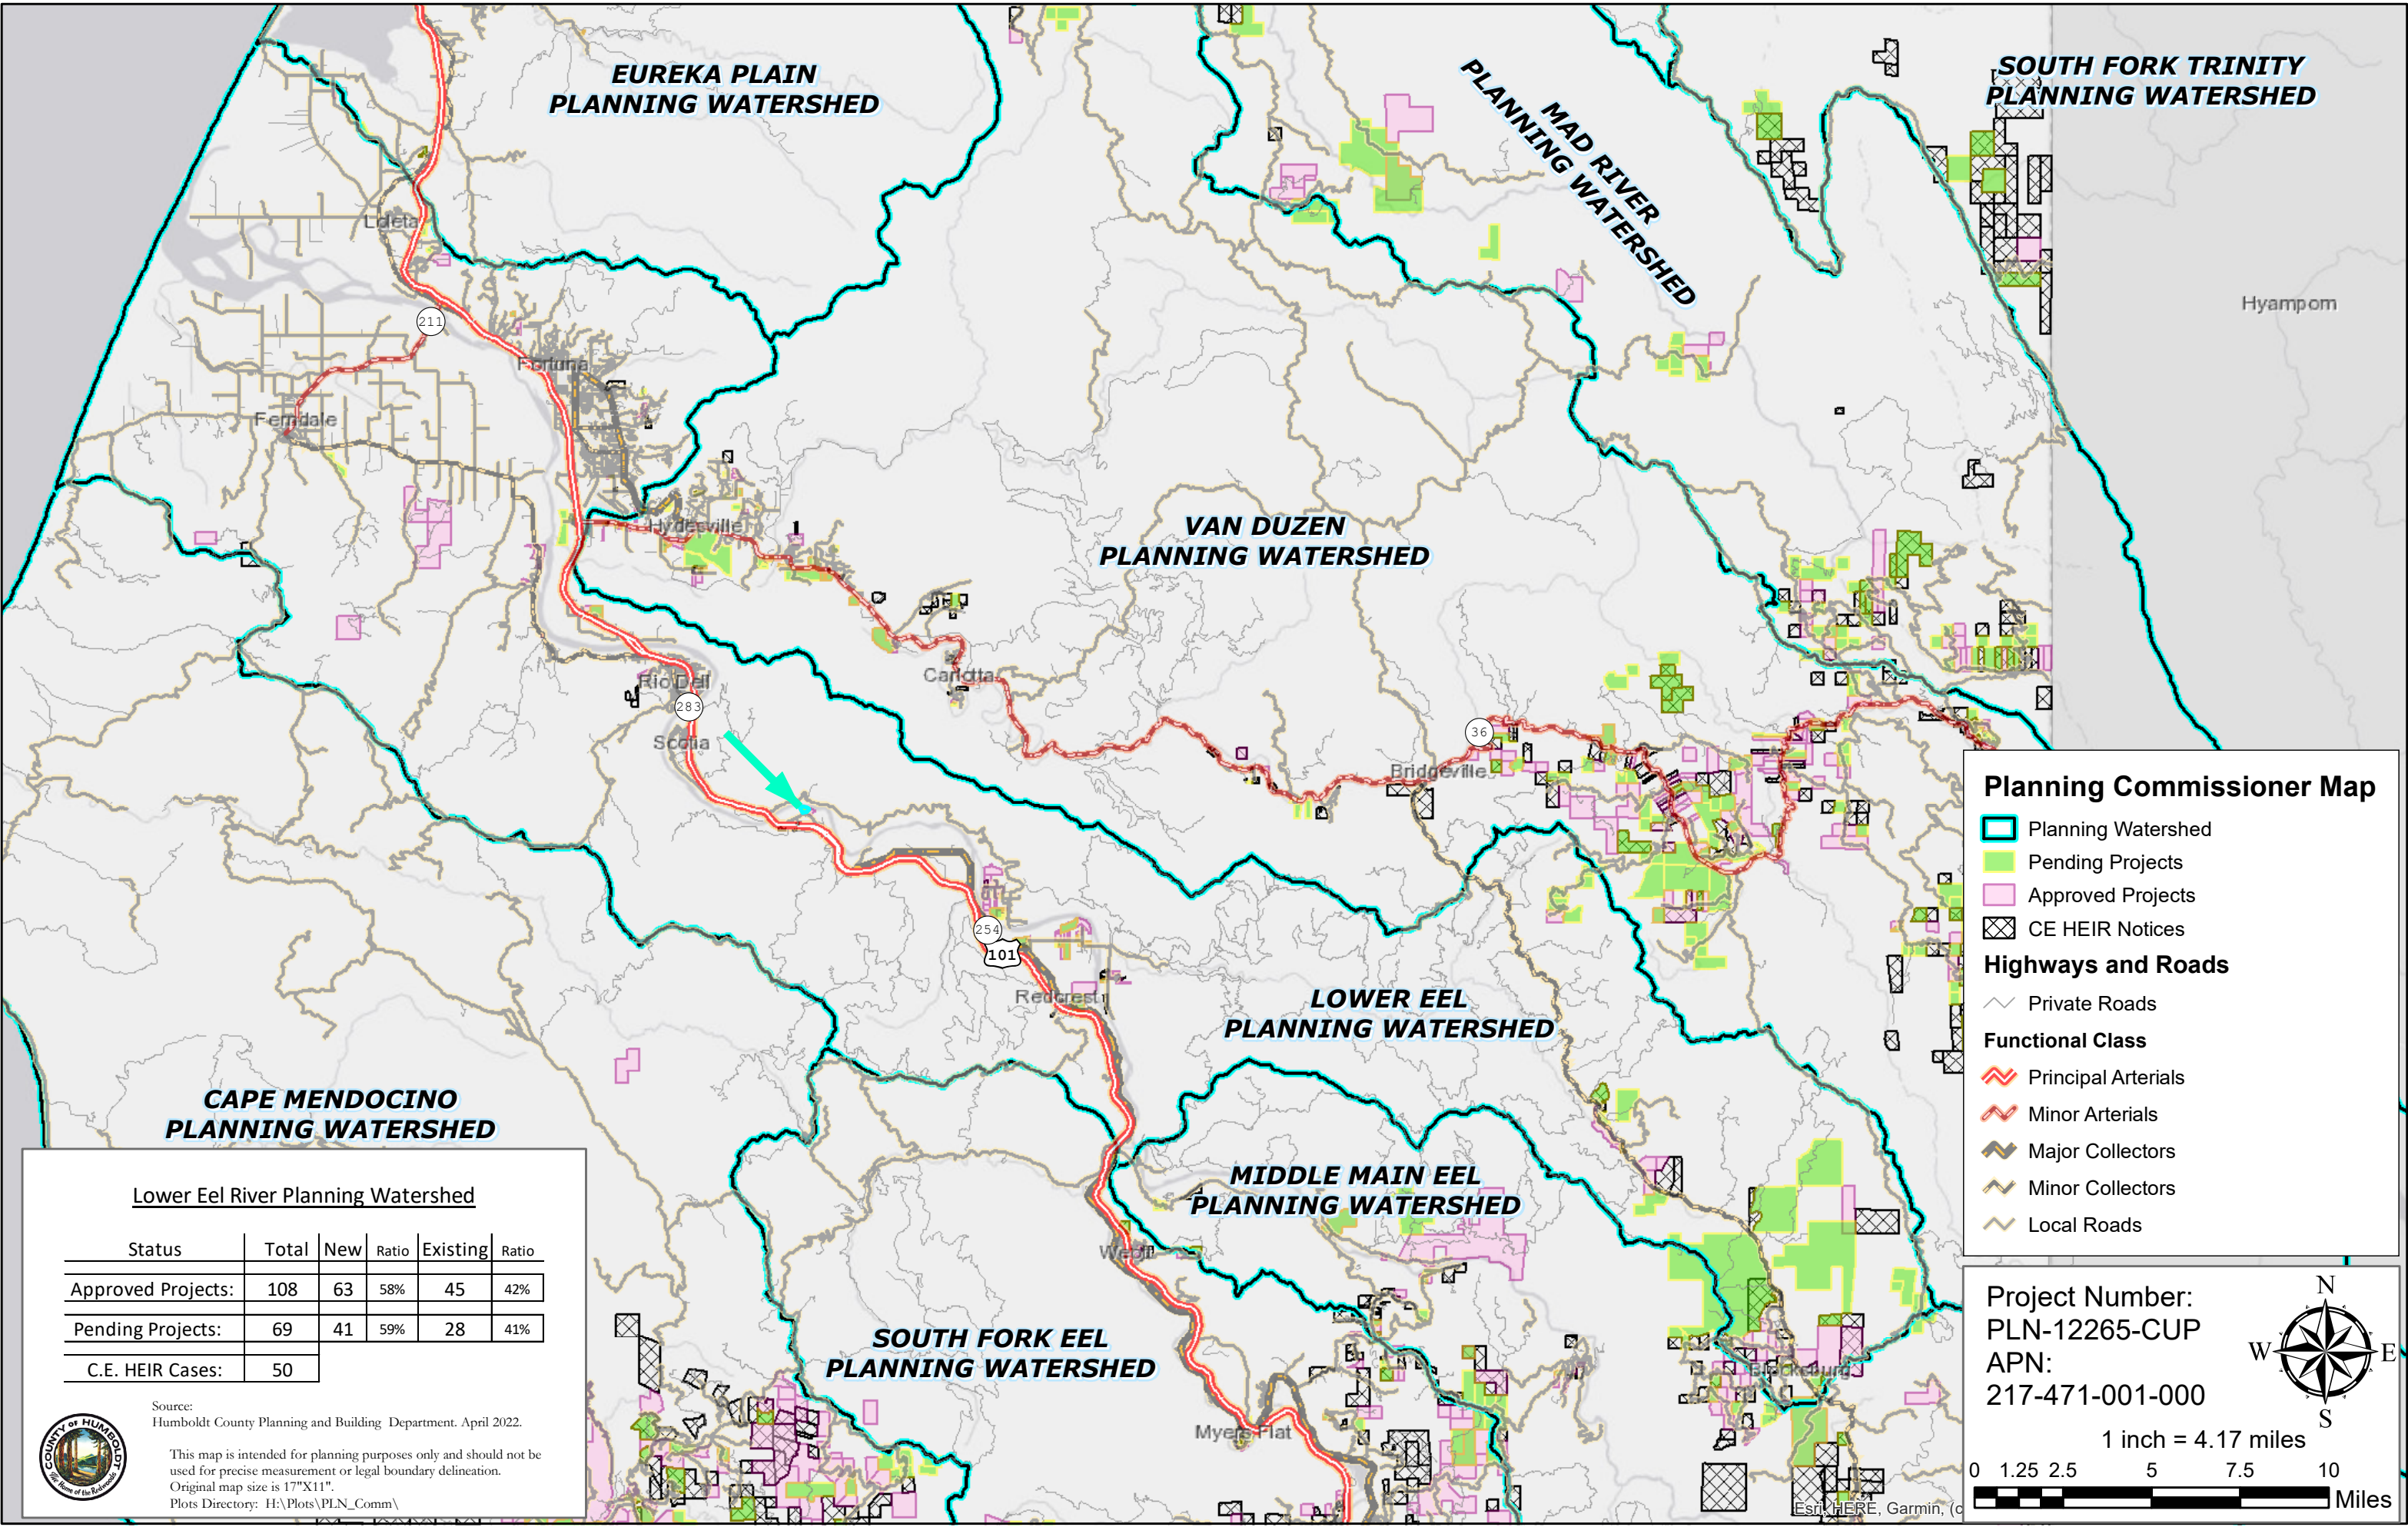 EUREKA PLAIN
PLANNING WATERSHED
MAD RIVER
PLANNING WATERSHED
SOUTH FORK TRINITY
PLANNING WATERSHED
Loleta
Hyampom
211
Fortuna
Ferndale
Hydesville
VAN DUZEN
PLANNING WATERSHED
Rio Dell
Carlotta
283
Scotia
36
Bridgeville
254
101
Redcrest
LOWER EEL
PLANNING WATERSHED
CAPE MENDOCINO
PLANNING WATERSHED
MIDDLE MAIN EEL
PLANNING WATERSHED
Weott
SOUTH FORK EEL
PLANNING WATERSHED
Blocksburg
Myers Flat
Planning Commissioner Map
Planning Watershed
Pending Projects
Approved Projects
CE HEIR Notices
Highways and Roads
Private Roads
Functional Class
Principal Arterials
Minor Arterials
Major Collectors
Minor Collectors
Local Roads
Lower Eel River Planning Watershed
Status Total New Ratio Existing Ratio
Approved Projects: 108 63 58% 45 42%
Pending Projects: 69 41 59% 28 41%
C.E. HEIR Cases: 50
Source:
Humboldt County Planning and Building Department. April 2022.
This map is intended for planning purposes only and should not be
used for precise measurement or legal boundary delineation.
Original map size is 17"X11".
Plots Directory: H:\Plots\PLN_Comm\
COUNTY OF HUMBOLDT
The Home of the Redwoods
Project Number:
PLN-12265-CUP
APN:
217-471-001-000
N
W E
S
1 inch = 4.17 miles
0 1.25 2.5 5 7.5 10
Miles
Esri, HERE, Garmin, (c